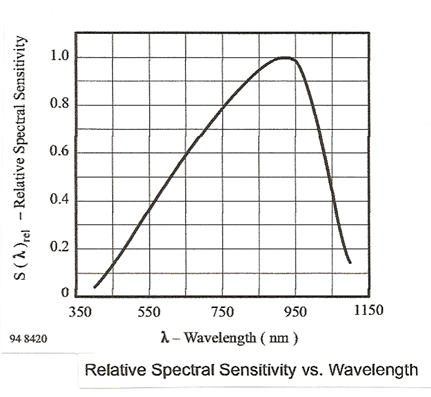 S ( λ )rel – Relative Spectral Sensitivity
1.0
0.8
0.6
0.4
0.2
0
350 550 750 950 1150
λ – Wavelength ( nm )
94 8420
Relative Spectral Sensitivity vs. Wavelength